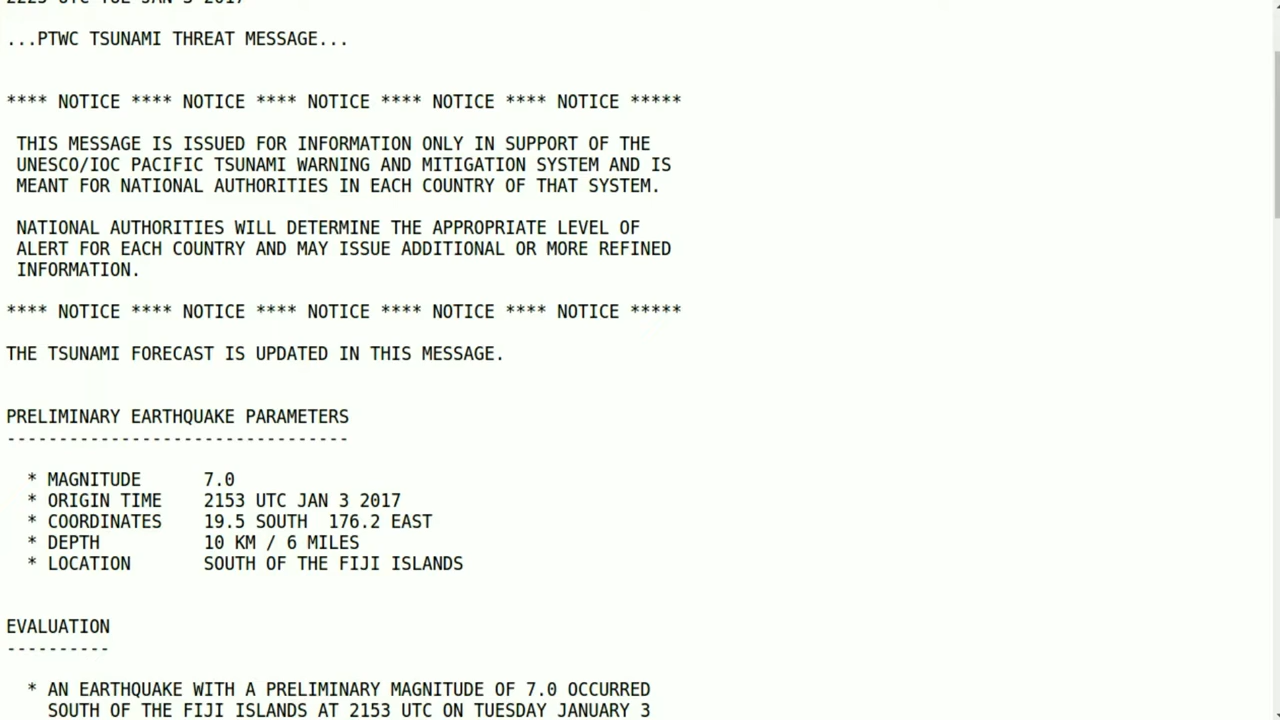 2225 UTC TUE JAN 3 2017
...PTWC TSUNAMI THREAT MESSAGE...
**** NOTICE **** NOTICE **** NOTICE **** NOTICE **** NOTICE *****
THIS MESSAGE IS ISSUED FOR INFORMATION ONLY IN SUPPORT OF THE
UNESCO/IOC PACIFIC TSUNAMI WARNING AND MITIGATION SYSTEM AND IS
MEANT FOR NATIONAL AUTHORITIES IN EACH COUNTRY OF THAT SYSTEM.
NATIONAL AUTHORITIES WILL DETERMINE THE APPROPRIATE LEVEL OF
ALERT FOR EACH COUNTRY AND MAY ISSUE ADDITIONAL OR MORE REFINED
INFORMATION.
**** NOTICE **** NOTICE **** NOTICE **** NOTICE **** NOTICE *****
THE TSUNAMI FORECAST IS UPDATED IN THIS MESSAGE.
PRELIMINARY EARTHQUAKE PARAMETERS
---------------------------------
* MAGNITUDE 7.0
* ORIGIN TIME 2153 UTC JAN 3 2017
* COORDINATES 19.5 SOUTH 176.2 EAST
* DEPTH 10 KM / 6 MILES
* LOCATION SOUTH OF THE FIJI ISLANDS
EVALUATION
----------
* AN EARTHQUAKE WITH A PRELIMINARY MAGNITUDE OF 7.0 OCCURRED
SOUTH OF THE FIJI ISLANDS AT 2153 UTC ON TUESDAY JANUARY 3